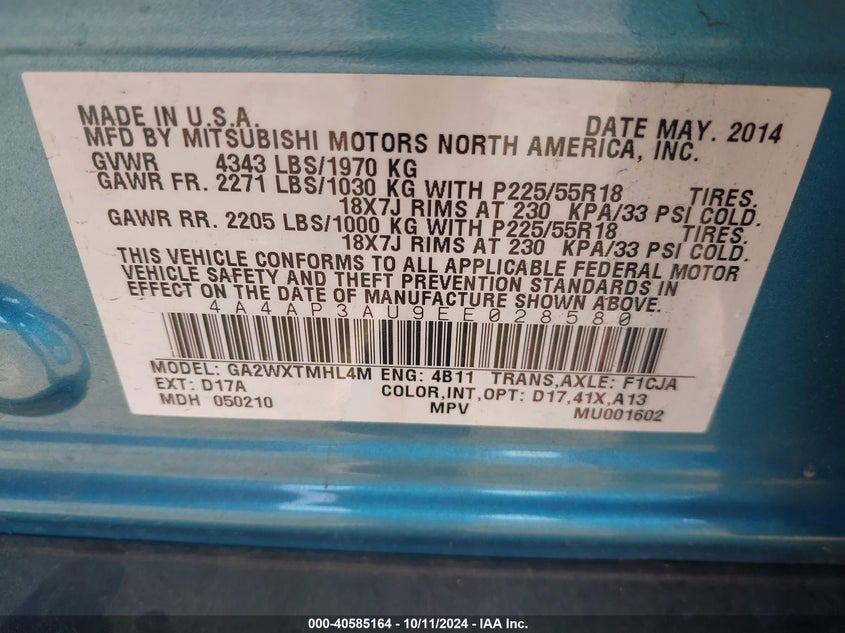 MADE IN U.S.A. DATE MAY. 2014
MFD BY MITSUBISHI MOTORS NORTH AMERICA, INC.
GVWR 4343 LBS/1970 KG
GAWR FR. 2271 LBS/1030 KG WITH P225/55R18 TIRES.
18X7J RIMS AT 230 KPA/33 PSI COLD.
GAWR RR. 2205 LBS/1000 KG WITH P225/55R18 TIRES.
18X7J RIMS AT 230 KPA/33 PSI COLD.
THIS VEHICLE CONFORMS TO ALL APPLICABLE FEDERAL MOTOR
VEHICLE SAFETY AND THEFT PREVENTION STANDARDS IN
EFFECT ON THE DATE OF MANUFACTURE SHOWN ABOVE.
4A4AP3AU9EE028580
MODEL: GA2WXTMHL4M ENG: 4B11 TRANS,AXLE: F1CJA
EXT: D17A COLOR,INT,OPT: D17,41X,A13
MDH 050210 MPV MU001602
000-40585164 - 10/11/2024 - IAA Inc.